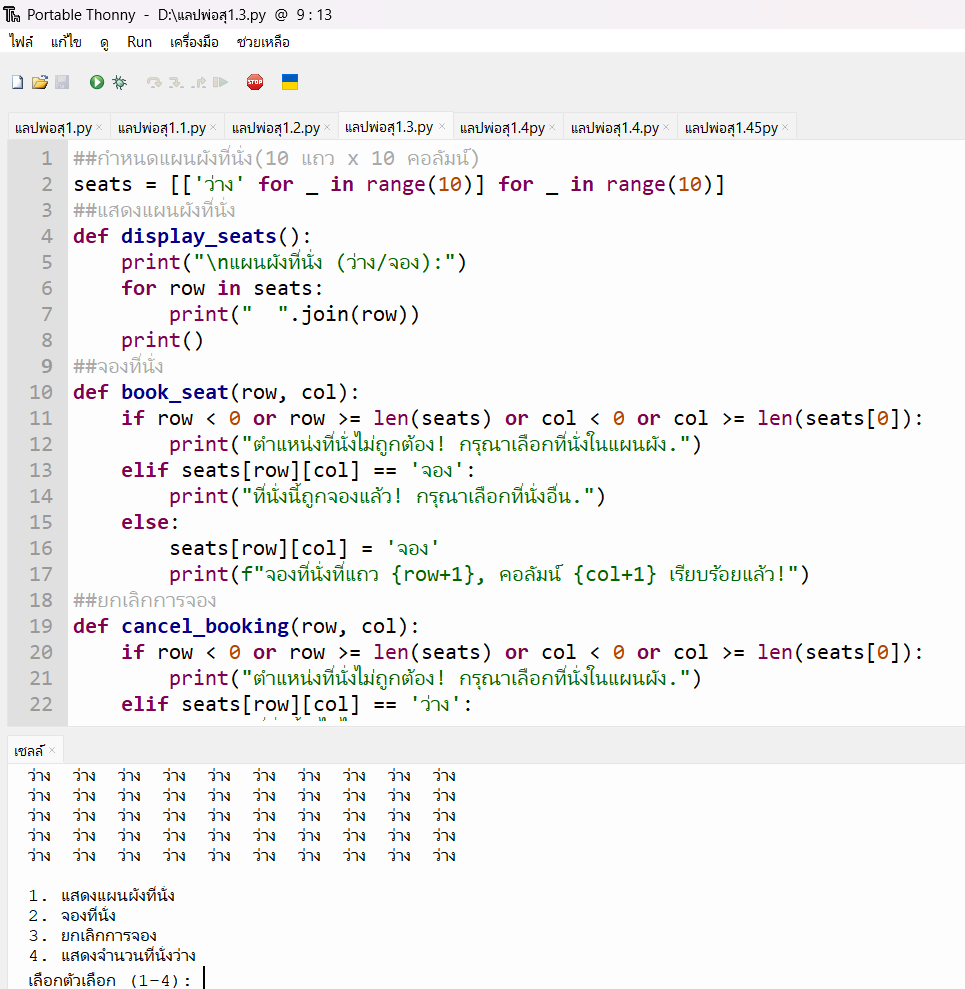 Portable Thonny - D:\แลปพ่อสุ1.3.py @ 9 : 13
ไฟล์ แก้ไข ดู Run เครื่องมือ ช่วยเหลือ
STOP
แลปพ่อสุ1.py × แลปพ่อสุ1.1.py × แลปพ่อสุ1.2.py × แลปพ่อสุ1.3.py × แลปพ่อสุ1.4py × แลปพ่อสุ1.4.py × แลปพ่อสุ1.45py ×
1 ##กำหนดแผนผังที่นั่ง(10 แถว x 10 คอลัมน์)
2 seats = [['ว่าง' for _ in range(10)] for _ in range(10)]
3 ##แสดงแผนผังที่นั่ง
4 def display_seats():
5     print("\nแผนผังที่นั่ง (ว่าง/จอง):")
6     for row in seats:
7         print("  ".join(row))
8     print()
9 ##จองที่นั่ง
10 def book_seat(row, col):
11     if row < 0 or row >= len(seats) or col < 0 or col >= len(seats[0]):
12         print("ตำแหน่งที่นั่งไม่ถูกต้อง! กรุณาเลือกที่นั่งในแผนผัง.")
13     elif seats[row][col] == 'จอง':
14         print("ที่นั่งนี้ถูกจองแล้ว! กรุณาเลือกที่นั่งอื่น.")
15     else:
16         seats[row][col] = 'จอง'
17         print(f"จองที่นั่งที่แถว {row+1}, คอลัมน์ {col+1} เรียบร้อยแล้ว!")
18 ##ยกเลิกการจอง
19 def cancel_booking(row, col):
20     if row < 0 or row >= len(seats) or col < 0 or col >= len(seats[0]):
21         print("ตำแหน่งที่นั่งไม่ถูกต้อง! กรุณาเลือกที่นั่งในแผนผัง.")
22     elif seats[row][col] == 'ว่าง':
เชลล์ ×
ว่าง ว่าง ว่าง ว่าง ว่าง ว่าง ว่าง ว่าง ว่าง ว่าง
ว่าง ว่าง ว่าง ว่าง ว่าง ว่าง ว่าง ว่าง ว่าง ว่าง
ว่าง ว่าง ว่าง ว่าง ว่าง ว่าง ว่าง ว่าง ว่าง ว่าง
ว่าง ว่าง ว่าง ว่าง ว่าง ว่าง ว่าง ว่าง ว่าง ว่าง
ว่าง ว่าง ว่าง ว่าง ว่าง ว่าง ว่าง ว่าง ว่าง ว่าง
1. แสดงแผนผังที่นั่ง
2. จองที่นั่ง
3. ยกเลิกการจอง
4. แสดงจำนวนที่นั่งว่าง
เลือกตัวเลือก (1-4):